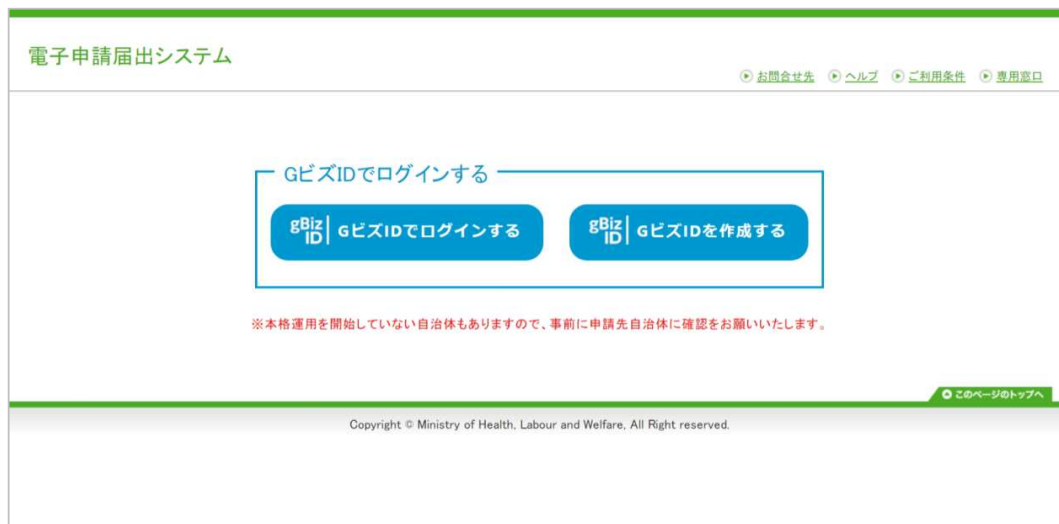 電子申請届出システム
お問合せ先 ヘルプ ご利用条件 専用窓口
GビズIDでログインする
gBiz ID GビズIDでログインする
gBiz ID GビズIDを作成する
※本格運用を開始していない自治体もありますので、事前に申請先自治体に確認をお願いいたします。
このページのトップへ
Copyright © Ministry of Health, Labour and Welfare, All Right reserved.